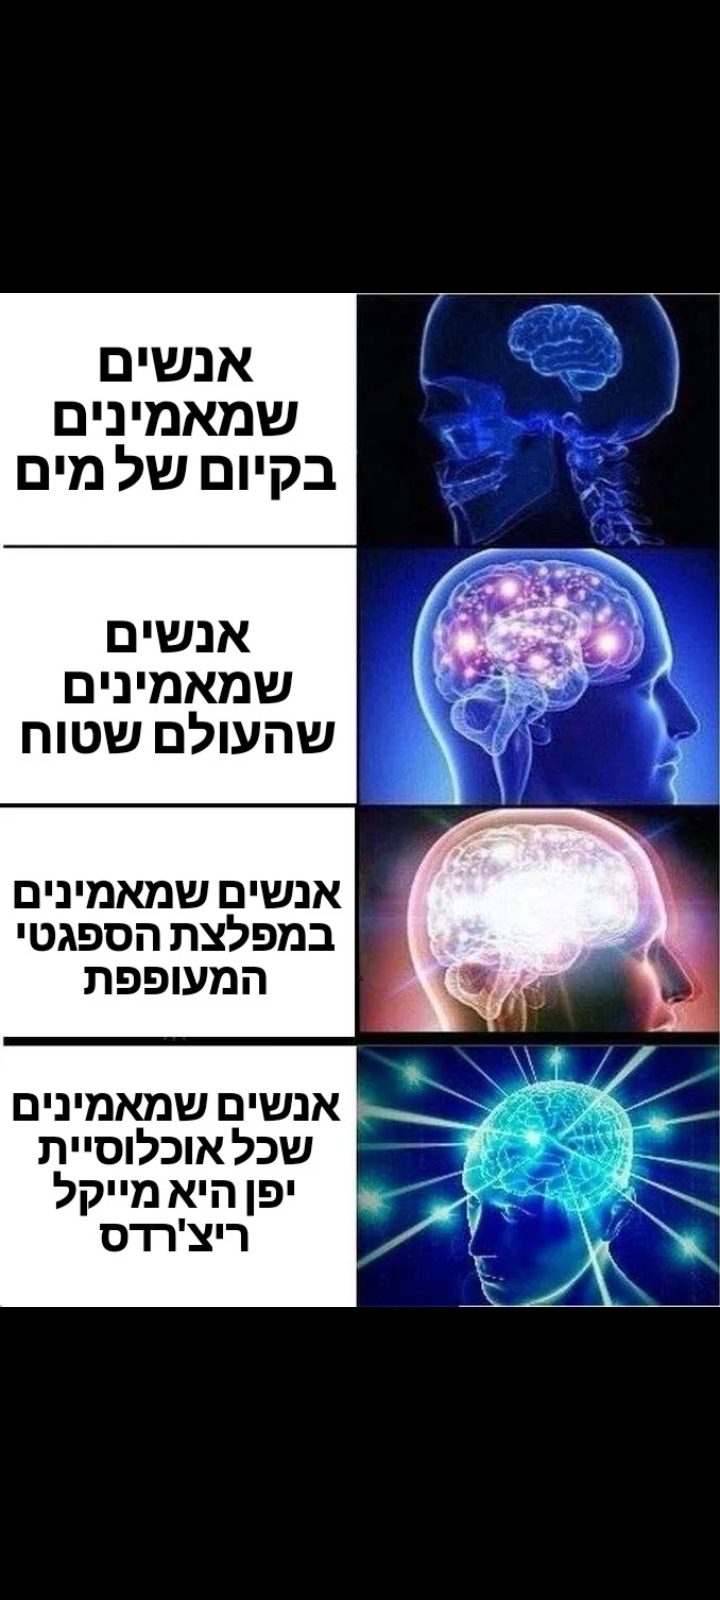 אנשים
שמאמינים
בקיום של מים
אנשים
שמאמינים
שהעולם שטוח
אנשים שמאמינים
במפלצת הספגטי
המעופפת
אנשים שמאמינים
שכל אוכלוסיית
יפן היא מייקל
ריצ'רדס